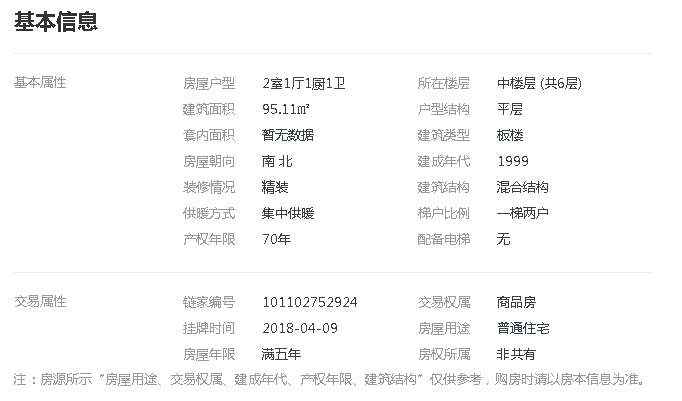 基本信息
基本属性 房屋户型 2室1厅1厨1卫 所在楼层 中楼层 (共6层)
建筑面积 95.11㎡ 户型结构 平层
套内面积 暂无数据 建筑类型 板楼
房屋朝向 南 北 建成年代 1999
装修情况 精装 建筑结构 混合结构
供暖方式 集中供暖 梯户比例 一梯两户
产权年限 70年 配备电梯 无
交易属性 链家编号 101102752924 交易权属 商品房
挂牌时间 2018-04-09 房屋用途 普通住宅
房屋年限 满五年 房权所属 非共有
注：房源所示“房屋用途、交易权属、建成年代、产权年限、建筑结构”仅供参考，购房时请以房本信息为准。